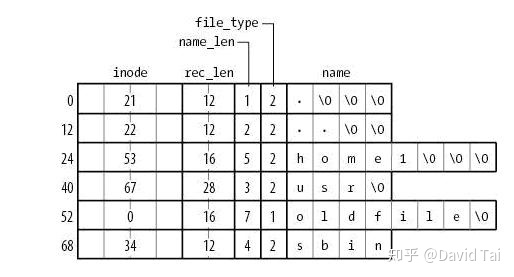 file_type
name_len
inode rec_len name
0 21 12 1 2 . \0 \0 \0
12 22 12 2 2 . . \0 \0
24 53 16 5 2 h o m e 1 \0 \0 \0
40 67 28 3 2 u s r \0
52 0 16 7 1 o l d f i l e \0
68 34 12 4 2 s b i n
知乎 @David Tai